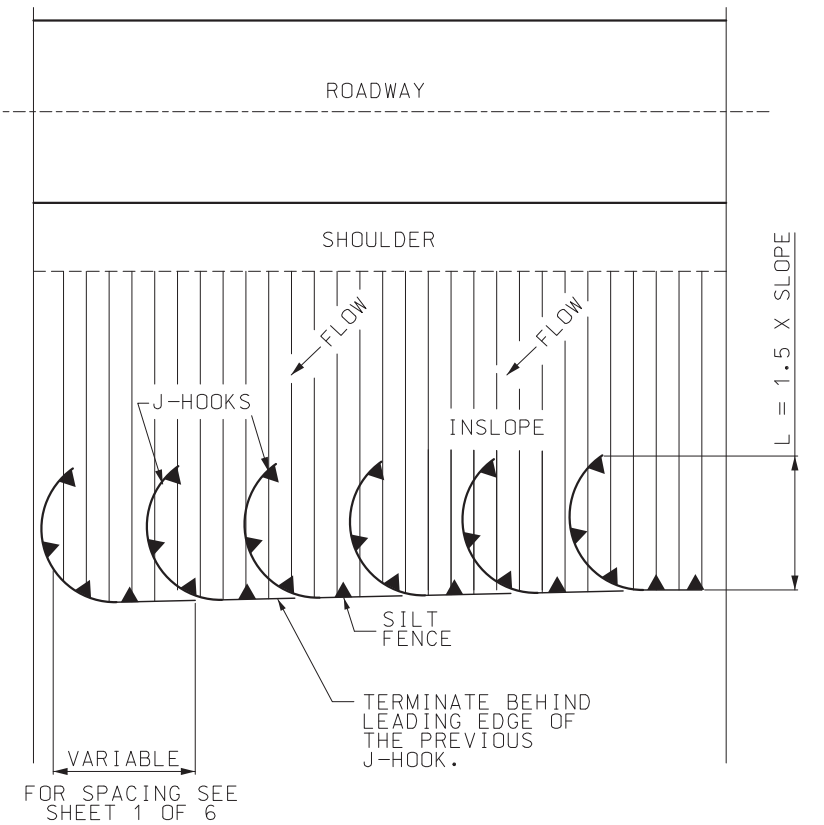 ROADWAY
SHOULDER
L = 1.5 X SLOPE
FLOW
FLOW
J-HOOKS
INSLOPE
SILT
FENCE
TERMINATE BEHIND
LEADING EDGE OF
THE PREVIOUS
J-HOOK.
VARIABLE
FOR SPACING SEE
SHEET 1 OF 6